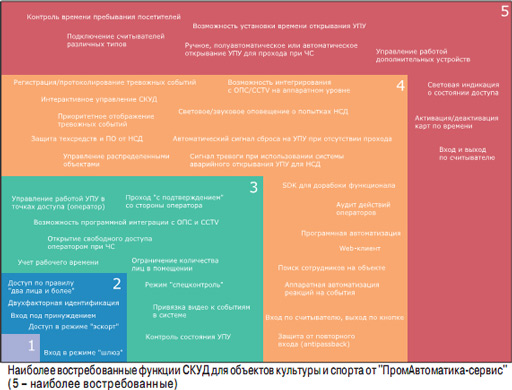 5
Контроль времени пребывания посетителей
Возможность установки времени открывания УПУ
Подключение считывателей
различных типов
Ручное, полуавтоматическое или автоматическое
открывание УПУ для прохода при ЧС
Управление работой
дополнительных устройств
Световая индикация
о состоянии доступа
Активация/деактивация
карт по времени
Вход и выход
по считывателю
4
Регистрация/протоколирование тревожных событий
Возможность интегрирования
с ОПС/CCTV на аппаратном уровне
Интерактивное управление СКУД
Приоритетное отображение
тревожных событий
Световое/звуковое оповещение о попытках НСД
Защита техсредств и ПО от НСД
Автоматический сигнал сброса на УПУ при отсутствии прохода
Управление распределенными
объектами
Сигнал тревоги при использовании системы
аварийного открывания УПУ для НСД
SDK для дорабоки функционала
Аудит действий
операторов
Программная автоматизация
Web-клиент
Поиск сотрудников на объекте
Аппаратная автоматизация
реакций на события
Вход по считывателю, выход по кнопке
Защита от повторного
входа (antipassback)
3
Управление работой УПУ в
точках доступа (оператор)
Проход "с подтверждением"
со стороны оператора
Возможность программной интеграции с ОПС и CCTV
Открытие свободного доступа
оператором при ЧС
Учет рабочего времени
Ограничение количества
лиц в помещении
Режим "спецконтроль"
Привязка видео к событиям
в системе
Контроль состояния УПУ
2
Доступ по правилу
"два лица и более"
Двухфакторная идентификация
Вход под принуждением
Доступ в режиме "эскорт"
1
Вход в режиме "шлюз"
Наиболее востребованные функции СКУД для объектов культуры и спорта от "ПромАвтоматика-сервис"
(5 – наиболее востребованные)